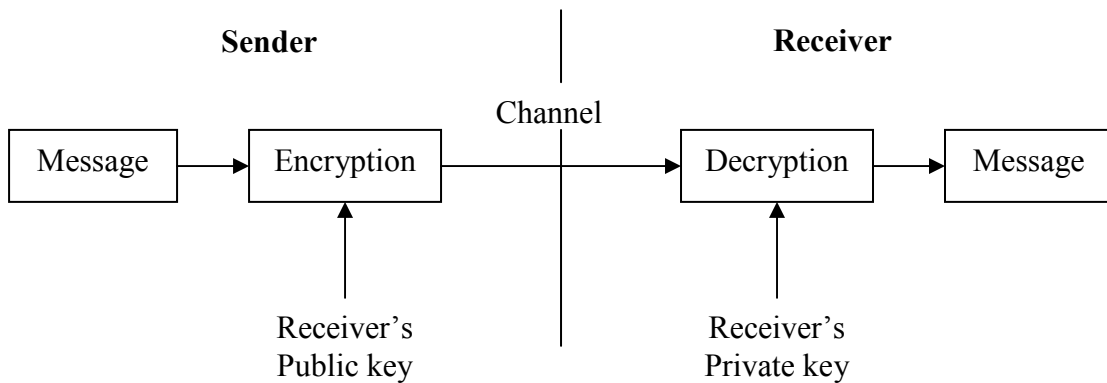 Sender
Receiver
Channel
Message
Encryption
Decryption
Message
Receiver’s
Public key
Receiver’s
Private key